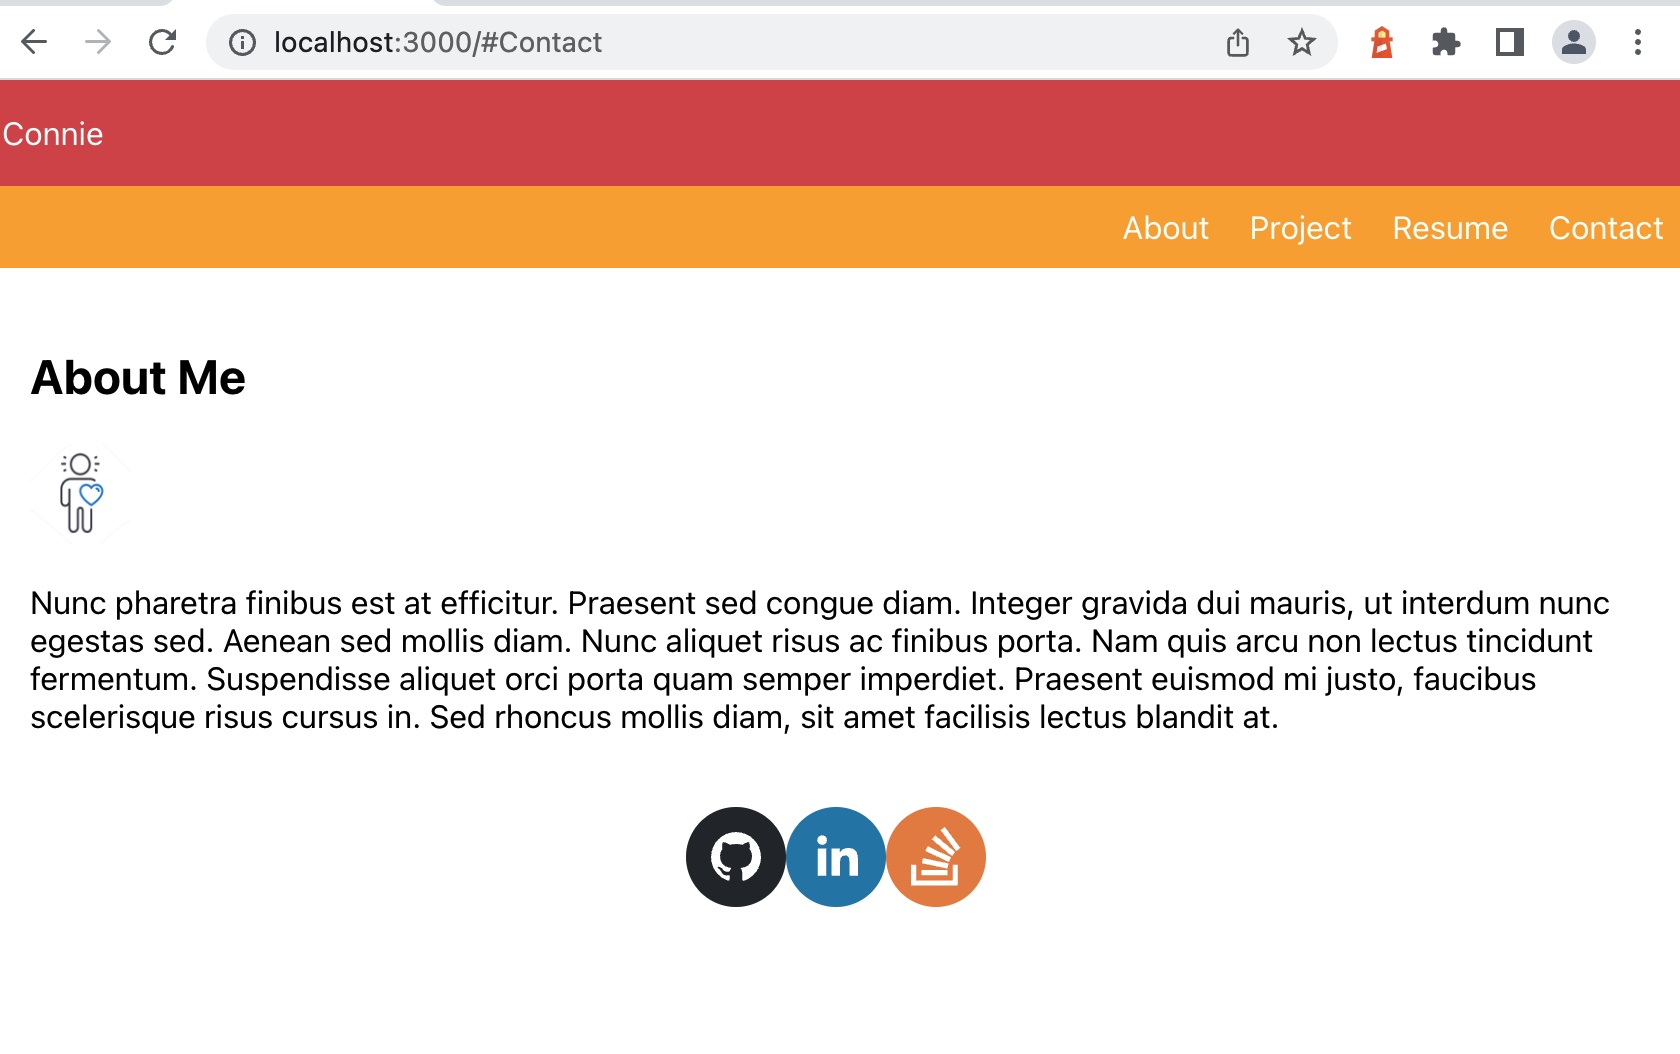 localhost:3000/#Contact
Connie
About Project Resume Contact
About Me
Nunc pharetra finibus est at efficitur. Praesent sed congue diam. Integer gravida dui mauris, ut interdum nunc
egestas sed. Aenean sed mollis diam. Nunc aliquet risus ac finibus porta. Nam quis arcu non lectus tincidunt
fermentum. Suspendisse aliquet orci porta quam semper imperdiet. Praesent euismod mi justo, faucibus
scelerisque risus cursus in. Sed rhoncus mollis diam, sit amet facilisis lectus blandit at.
in